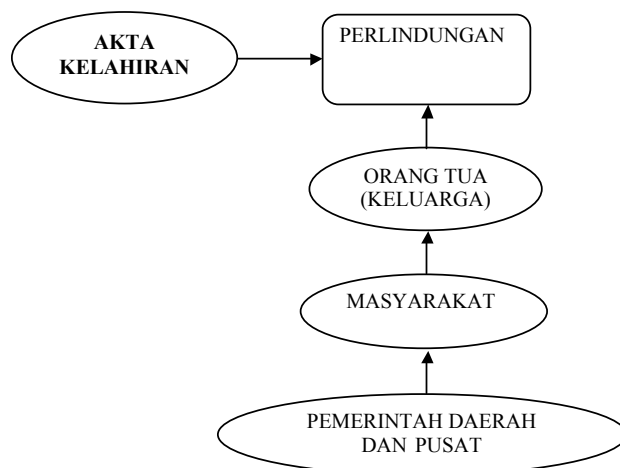 AKTA
KELAHIRAN
PERLINDUNGAN
ORANG TUA
(KELUARGA)
MASYARAKAT
PEMERINTAH DAERAH
DAN PUSAT